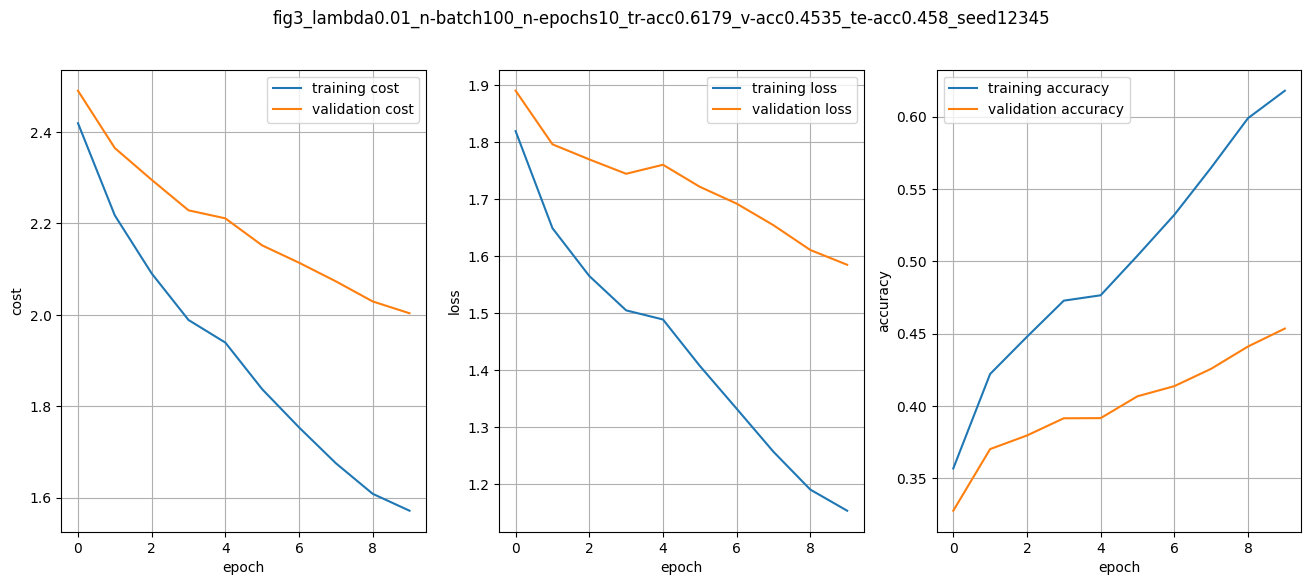 fig3_lambda0.01_n-batch100_n-epochs10_tr-acc0.6179_v-acc0.4535_te-acc0.458_seed12345
training cost
validation cost
2.4
2.2
2.0
1.8
1.6
cost
0 2 4 6 8
epoch
training loss
validation loss
1.9
1.8
1.7
1.6
1.5
1.4
1.3
1.2
loss
0 2 4 6 8
epoch
training accuracy
validation accuracy
0.60
0.55
0.50
0.45
0.40
0.35
accuracy
0 2 4 6 8
epoch